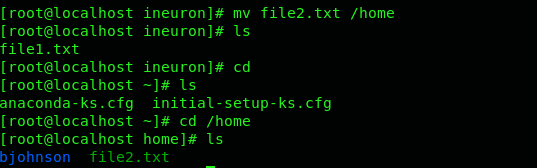 [root@localhost ineuron]# mv file2.txt /home
[root@localhost ineuron]# ls
file1.txt
[root@localhost ineuron]# cd
[root@localhost ~]# ls
anaconda-ks.cfg  initial-setup-ks.cfg
[root@localhost ~]# cd /home
[root@localhost home]# ls
bjohnson  file2.txt